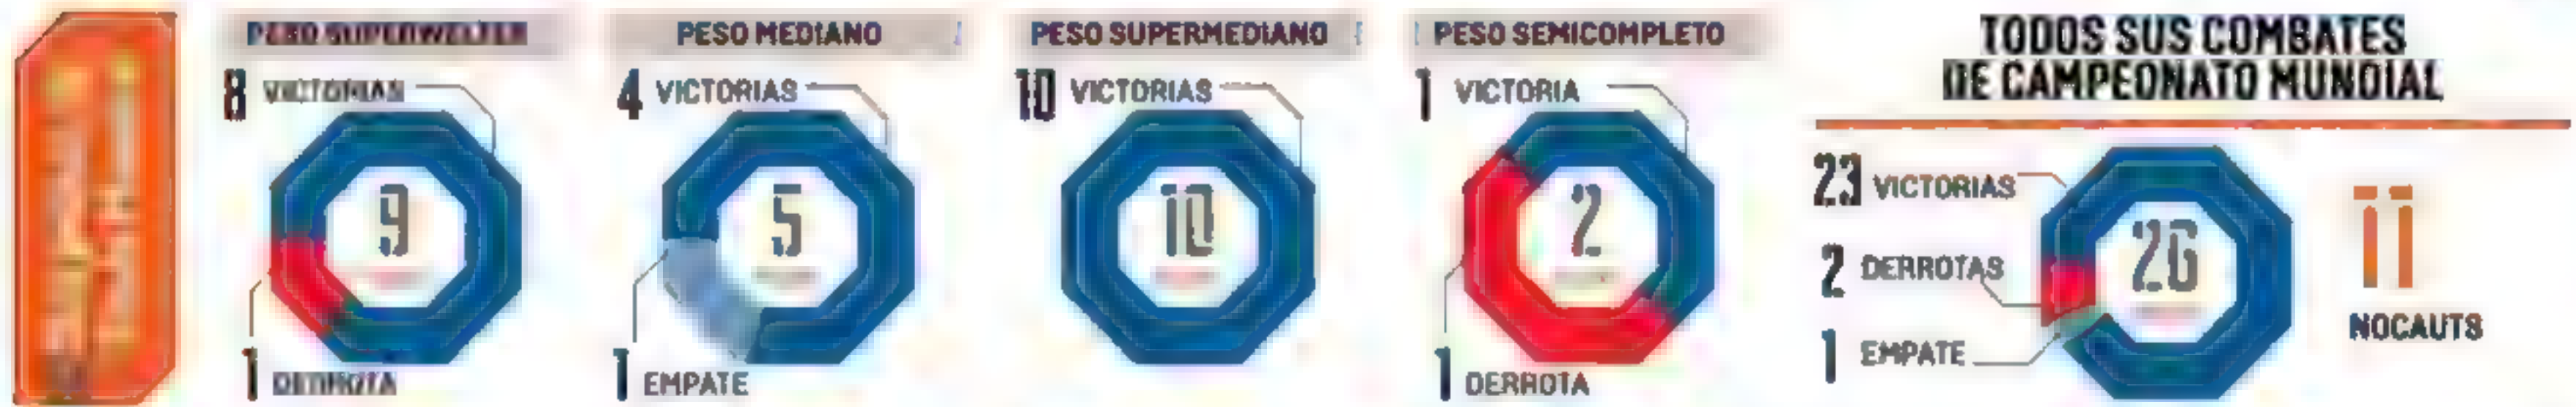 PESO SUPERWELTER
8 VICTORIAS
9
1 DERROTA
PESO MEDIANO
4 VICTORIAS
5
1 EMPATE
PESO SUPERMEDIANO
10 VICTORIAS
10
PESO SEMICOMPLETO
1 VICTORIA
2
1 DERROTA
TODOS SUS COMBATES
DE CAMPEONATO MUNDIAL
23 VICTORIAS
2 DERROTAS
1 EMPATE
26
11
NOCAUTS